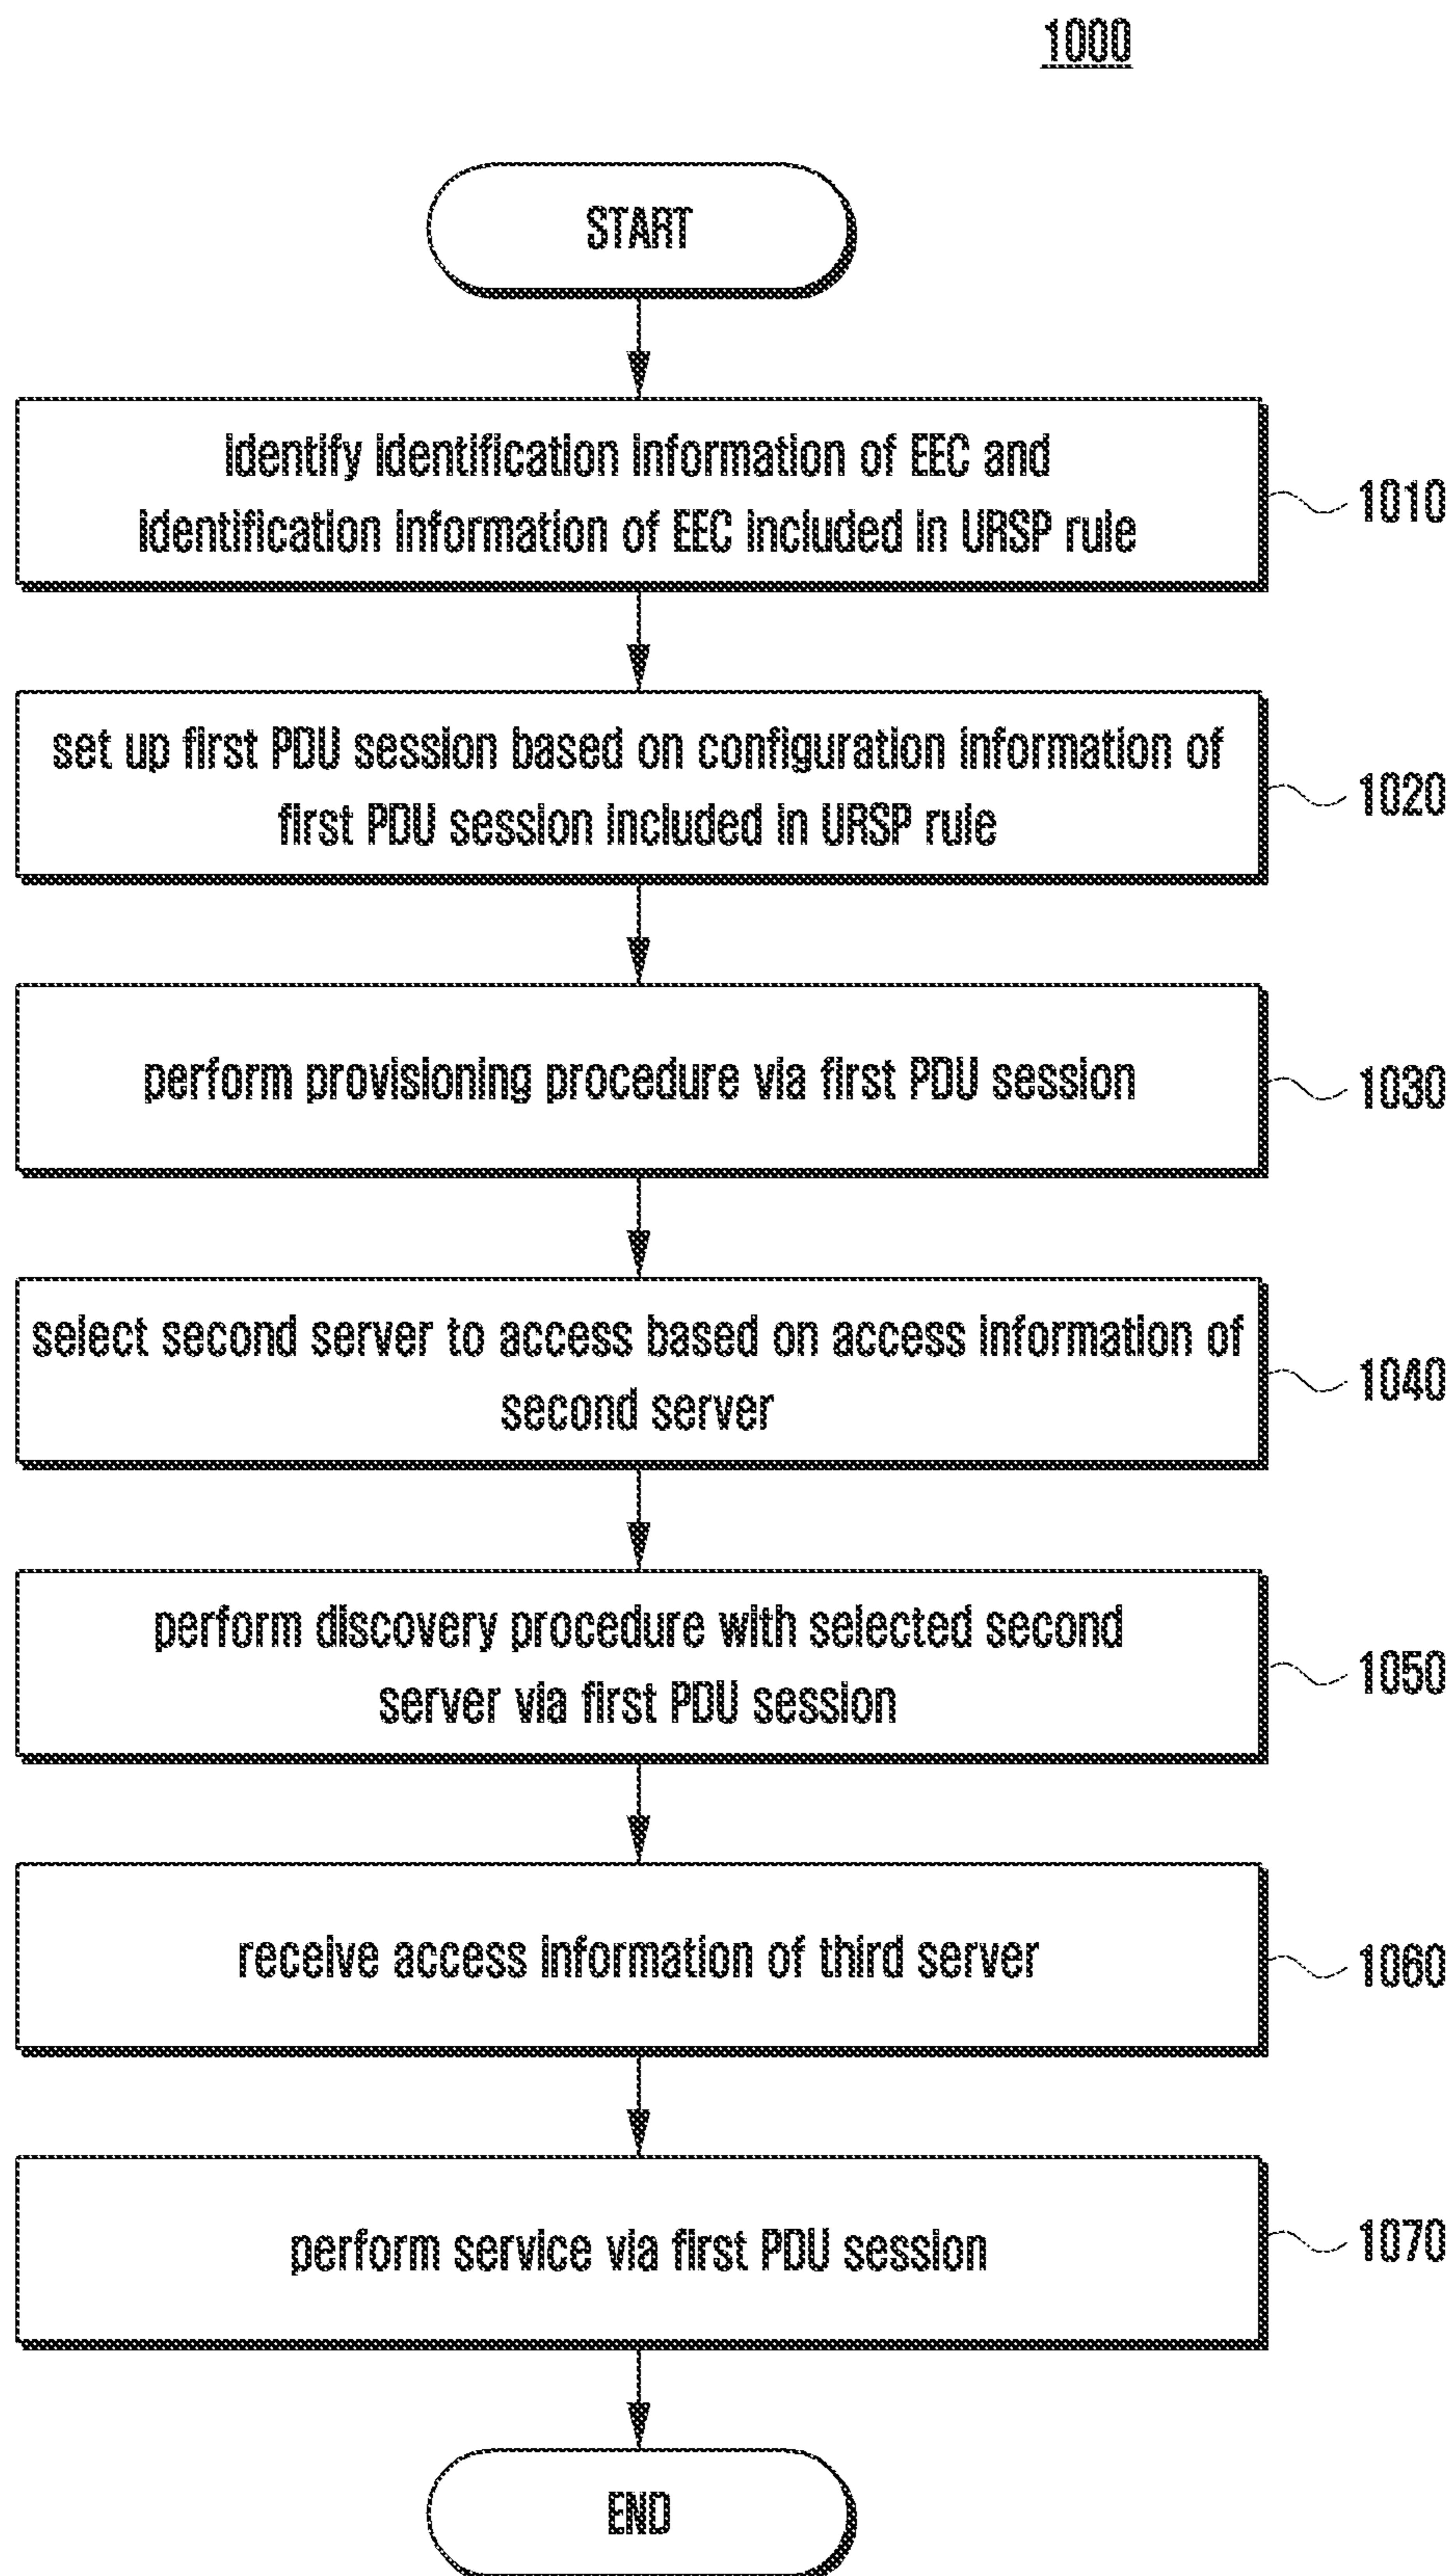 1000
START
identify identification information of EEC and
identification information of EEC included in URSP rule
1010
set up first PDU session based on configuration information of
first PDU session included in URSP rule
1020
perform provisioning procedure via first PDU session
1030
select second server to access based on access information of
second server
1040
perform discovery procedure with selected second
server via first PDU session
1050
receive access information of third server
1060
perform service via first PDU session
1070
END